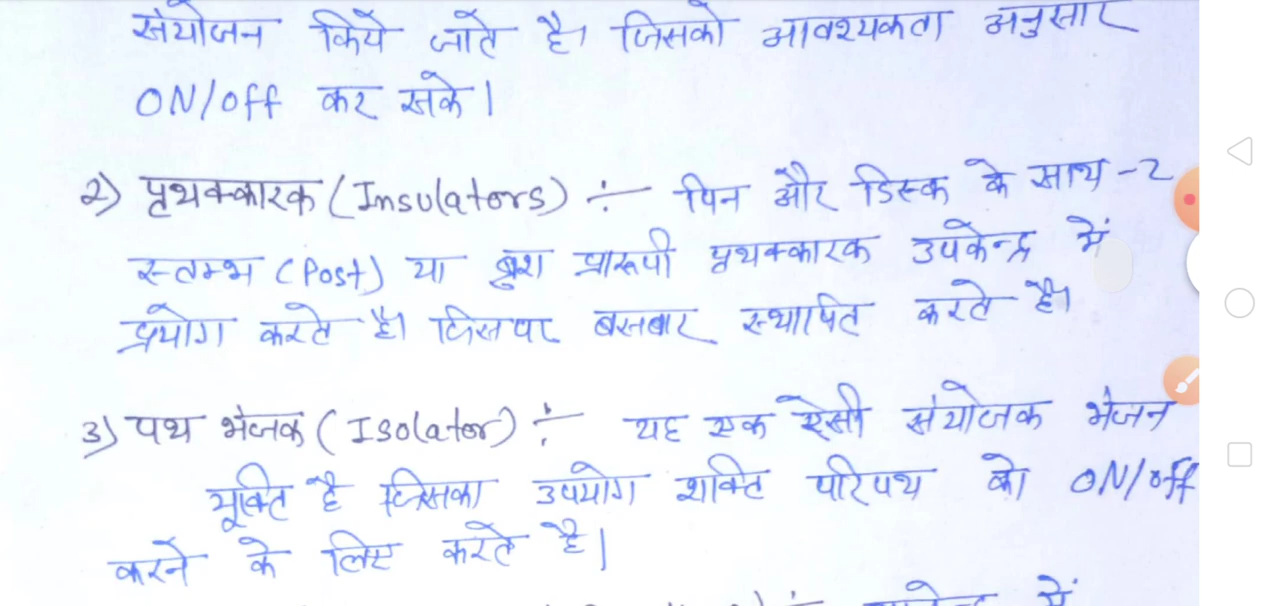 संयोजन किये जाते है। जिसको आवश्यकता अनुसार
ON/off कर सके।
2) पृथक्कारक (Insulators) ÷ पिन और डिस्क के साथ-2
स्तम्भ (Post) या ब्रुश प्रारूपी पृथक्कारक उपकेन्द्र में
प्रयोग करते है। जिसपर बसबार स्थापित करते है।
3) पथ भंजक (Isolator) ÷ यह एक ऐसी संयोजक भंजन
यूक्ति है जिसका उपयोग शक्ति परिपथ को ON/off
करने के लिए करते है।
में